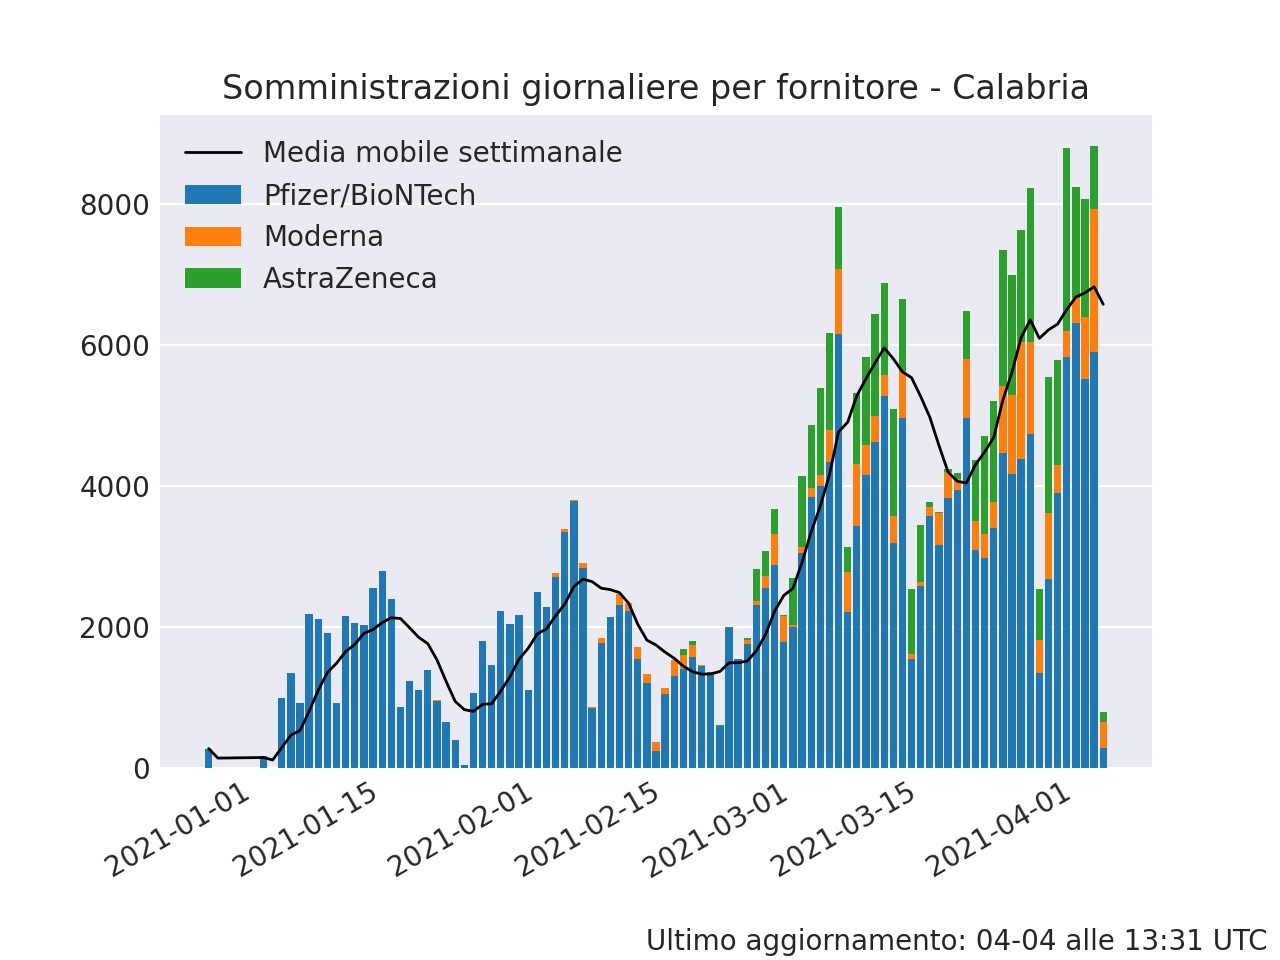 Somministrazioni giornaliere per fornitore - Calabria
Media mobile settimanale
Pfizer/BioNTech
Moderna
AstraZeneca
8000
6000
4000
2000
0
2021-01-01
2021-01-15
2021-02-01
2021-02-15
2021-03-01
2021-03-15
2021-04-01
Ultimo aggiornamento: 04-04 alle 13:31 UTC